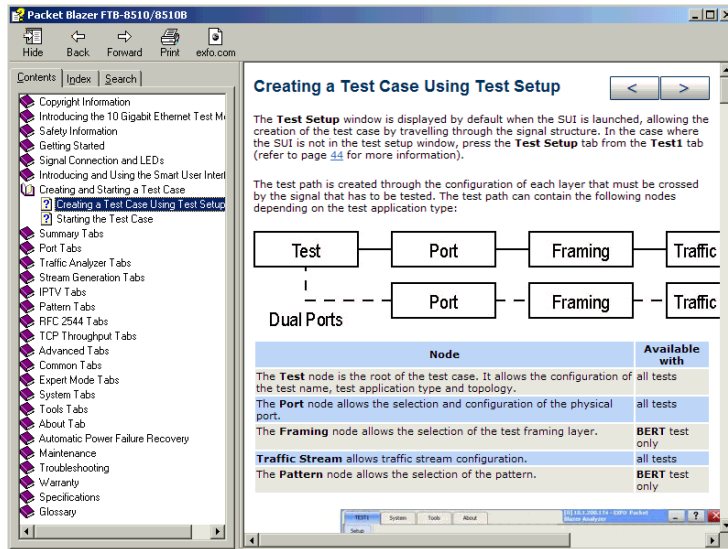 Packet Blazer FTB-8510/8510B
Hide Back Forward Print exfo.com
Contents Index Search
Copyright Information
Introducing the 10 Gigabit Ethernet Test Mo
Safety Information
Getting Started
Signal Connection and LEDs
Introducing and Using the Smart User Interf
Creating and Starting a Test Case
Creating a Test Case Using Test Setup
Starting the Test Case
Summary Tabs
Port Tabs
Traffic Analyzer Tabs
Stream Generation Tabs
IPTV Tabs
Pattern Tabs
RFC 2544 Tabs
TCP Throughput Tabs
Advanced Tabs
Common Tabs
Expert Mode Tabs
System Tabs
Tools Tabs
About Tab
Automatic Power Failure Recovery
Maintenance
Troubleshooting
Warranty
Specifications
Glossary
Creating a Test Case Using Test Setup < >
The Test Setup window is displayed by default when the SUI is launched, allowing the
creation of the test case by travelling through the signal structure. In the case where
the SUI is not in the test setup window, press the Test Setup tab from the Test1 tab
(refer to page 44 for more information).
The test path is created through the configuration of each layer that must be crossed
by the signal that has to be tested. The test path can contain the following nodes
depending on the test application type:
Test Port Framing Traffic
Port Framing Traffic
Dual Ports
Node Available with
The Test node is the root of the test case. It allows the configuration of all tests
the test name, test application type and topology.
The Port node allows the selection and configuration of the physical all tests
port.
The Framing node allows the selection of the test framing layer. BERT test
only
Traffic Stream allows traffic stream configuration. all tests
The Pattern node allows the selection of the pattern. BERT test
only
TEST1 System Tools About
Packet
Blazer Analyzer
Setup